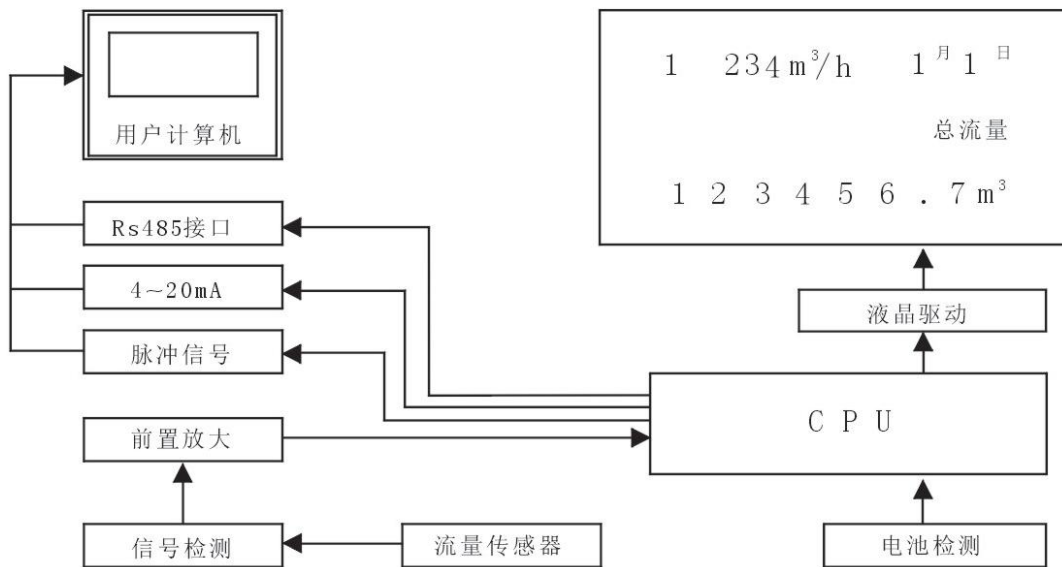 用户计算机
1 234m³/h 1月1日
总流量
1 2 3 4 5 6 . 7 m³
Rs485接口
4~20mA
脉冲信号
液晶驱动
CPU
前置放大
信号检测
流量传感器
电池检测